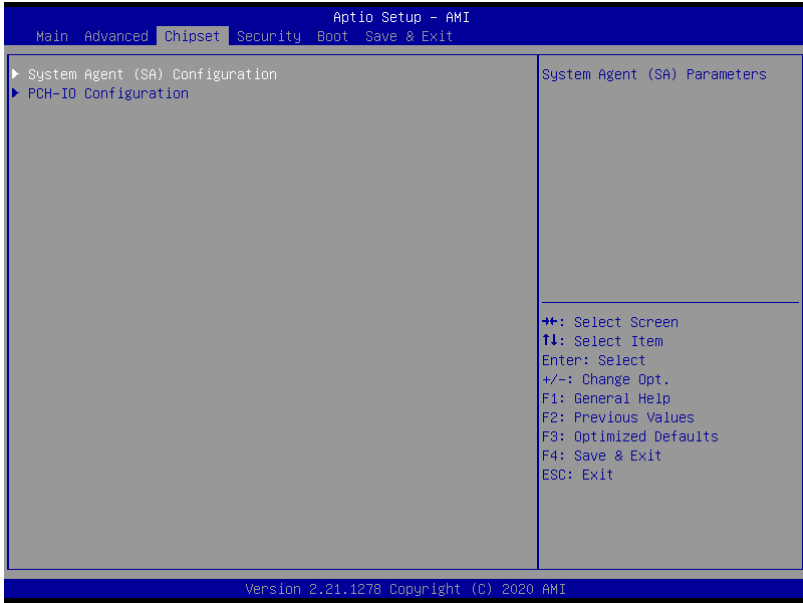 Aptio Setup – AMI
Main Advanced Chipset Security Boot Save & Exit
System Agent (SA) Configuration
PCH-IO Configuration
System Agent (SA) Parameters
→←: Select Screen
↑↓: Select Item
Enter: Select
+/-: Change Opt.
F1: General Help
F2: Previous Values
F3: Optimized Defaults
F4: Save & Exit
ESC: Exit
Version 2.21.1278 Copyright (C) 2020 AMI